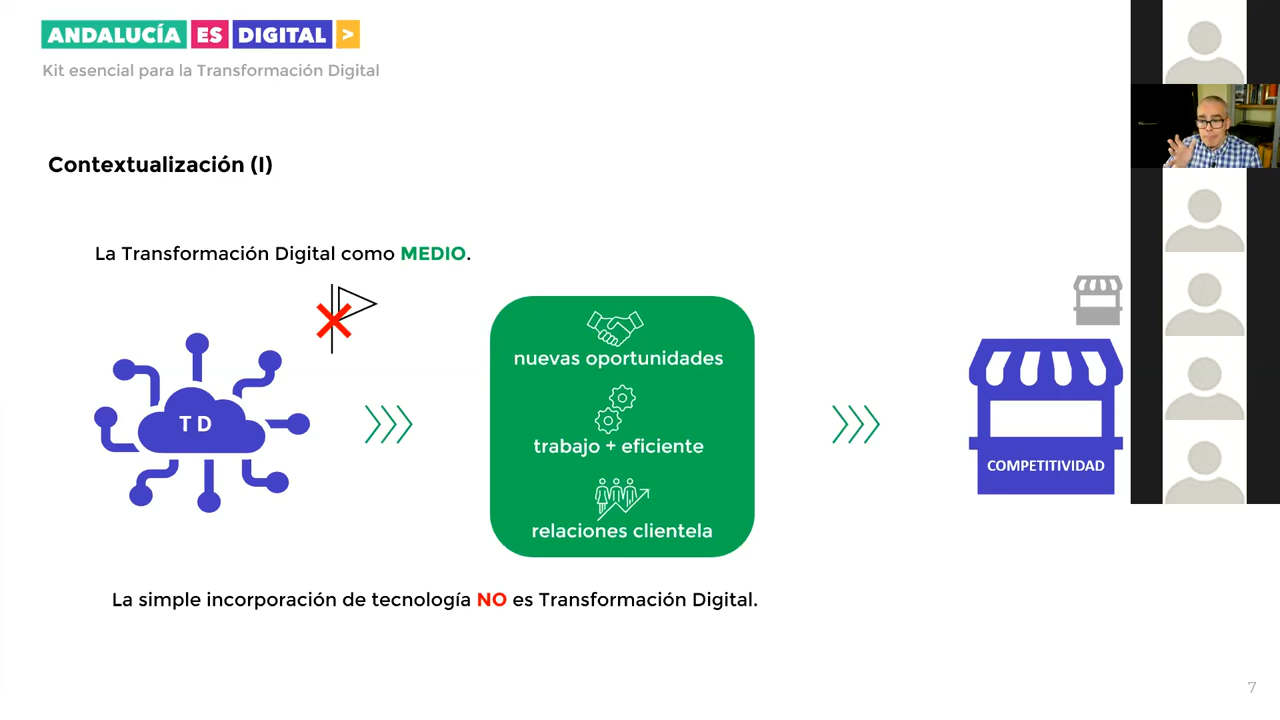 ANDALUCÍA ES DIGITAL >
Kit esencial para la Transformación Digital
Contextualización (I)
La Transformación Digital como MEDIO.
TD
nuevas oportunidades
trabajo + eficiente
relaciones clientela
COMPETITIVIDAD
La simple incorporación de tecnología NO es Transformación Digital.
7